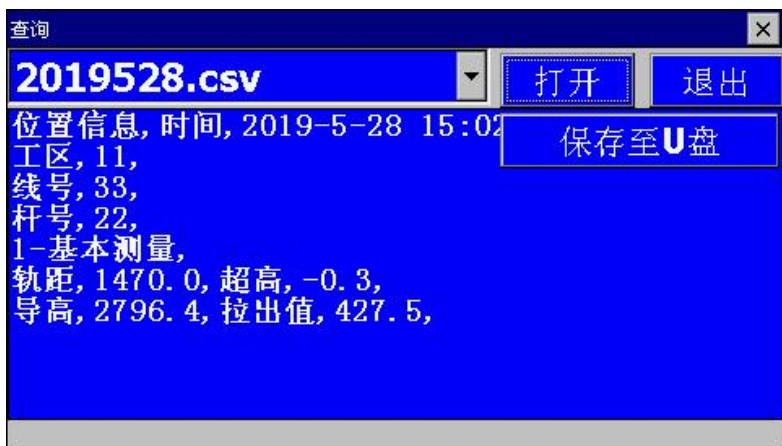 查询
2019528.csv
打开
退出
保存至U盘
位置信息,时间,2019-5-28 15:02
工区,11,
线号,33,
杆号,22,
1-基本测量,
轨距,1470.0,超高,-0.3,
导高,2796.4,拉出值,427.5,